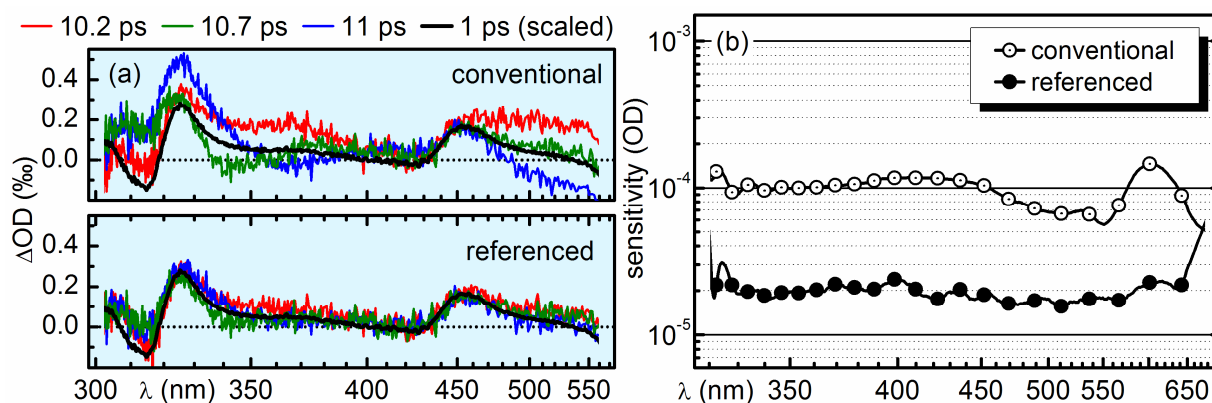 10.2 ps 10.7 ps 11 ps 1 ps (scaled)
(a) conventional
0.4
0.2
0.0
referenced
0.4
0.2
0.0
ΔOD (‰)
300 λ (nm) 350 400 450 500 550
(b)
conventional
referenced
10⁻³
10⁻⁴
10⁻⁵
sensitivity (OD)
λ (nm) 350 400 450 500 550 650